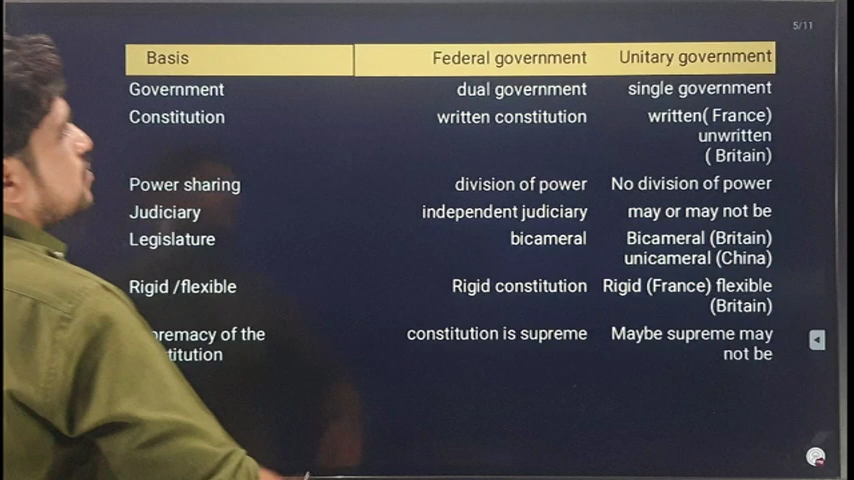 5/11
Basis Federal government Unitary government
Government dual government single government
Constitution written constitution written( France)
unwritten
( Britain)
Power sharing division of power No division of power
Judiciary independent judiciary may or may not be
Legislature bicameral Bicameral (Britain)
unicameral (China)
Rigid /flexible Rigid constitution Rigid (France) flexible
(Britain)
of the constitution is supreme Maybe supreme may
not be